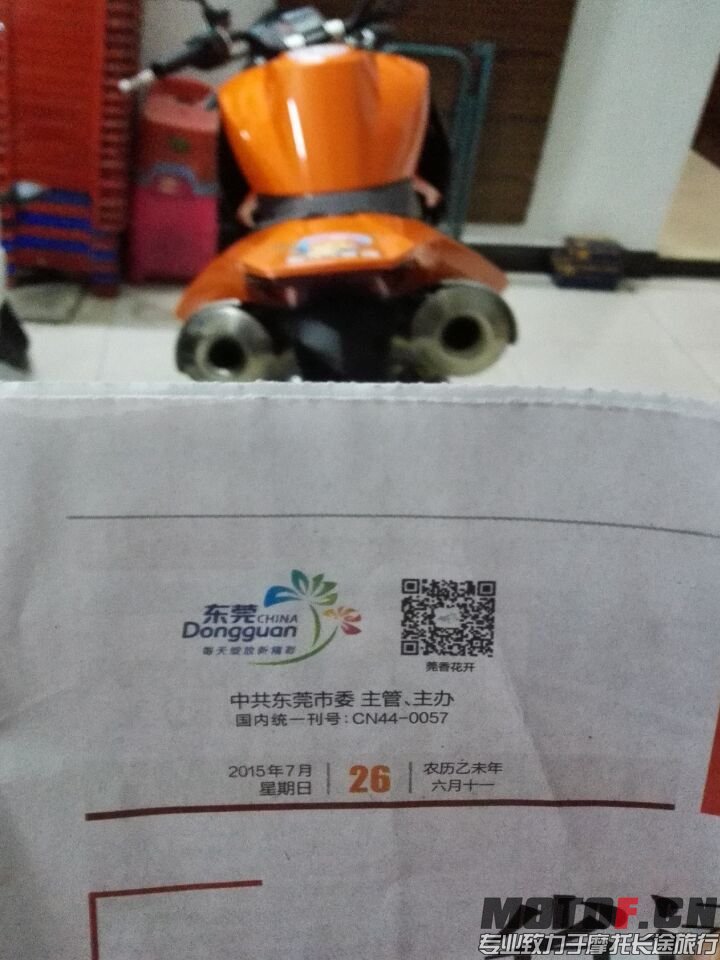 东莞 CHINA
Dongguan
每天绽放新精彩
莞香花开
中共东莞市委 主管、主办
国内统一刊号：CN44-0057
2015年7月
星期日
26
农历乙未年
六月十一
MOTOF.CN
专业致力于摩托长途旅行